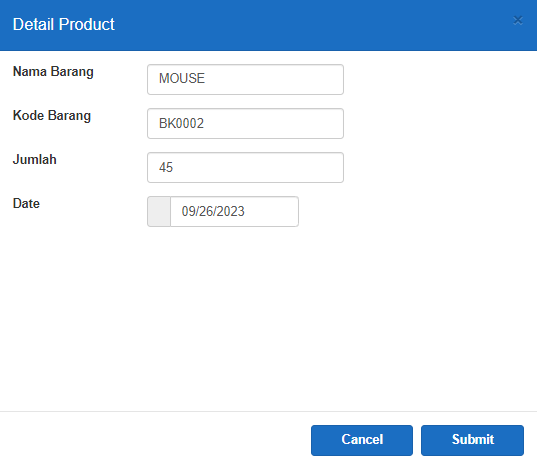 Detail Product
×
Nama Barang MOUSE
Kode Barang BK0002
Jumlah 45
Date 09/26/2023
Cancel Submit